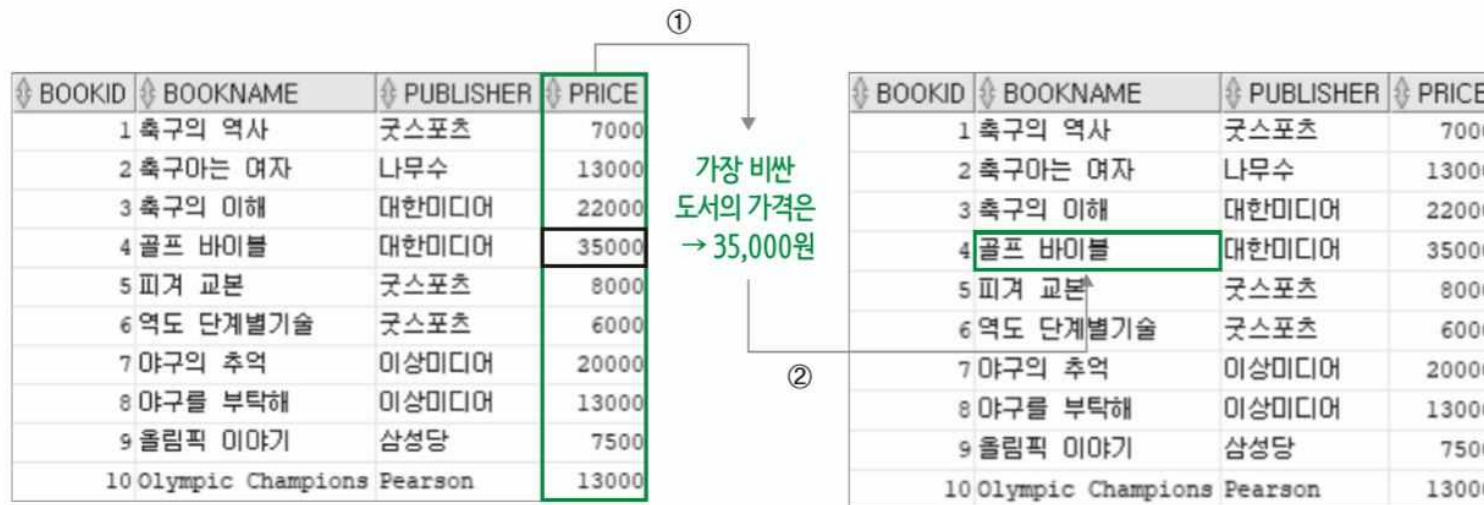 ①
BOOKID BOOKNAME PUBLISHER PRICE
1 축구의 역사 굿스포츠 7000
2 축구아는 여자 나무수 13000
3 축구의 이해 대한미디어 22000
4 골프 바이블 대한미디어 35000
5 피겨 교본 굿스포츠 8000
6 역도 단계별기술 굿스포츠 6000
7 야구의 추억 이상미디어 20000
8 야구를 부탁해 이상미디어 13000
9 올림픽 이야기 삼성당 7500
10 Olympic Champions Pearson 13000
가장 비싼
도서의 가격은
→ 35,000원
②
BOOKID BOOKNAME PUBLISHER PRICE
1 축구의 역사 굿스포츠 7000
2 축구아는 여자 나무수 13000
3 축구의 이해 대한미디어 22000
4 골프 바이블 대한미디어 35000
5 피겨 교본 굿스포츠 8000
6 역도 단계별기술 굿스포츠 6000
7 야구의 추억 이상미디어 20000
8 야구를 부탁해 이상미디어 13000
9 올림픽 이야기 삼성당 7500
10 Olympic Champions Pearson 13000